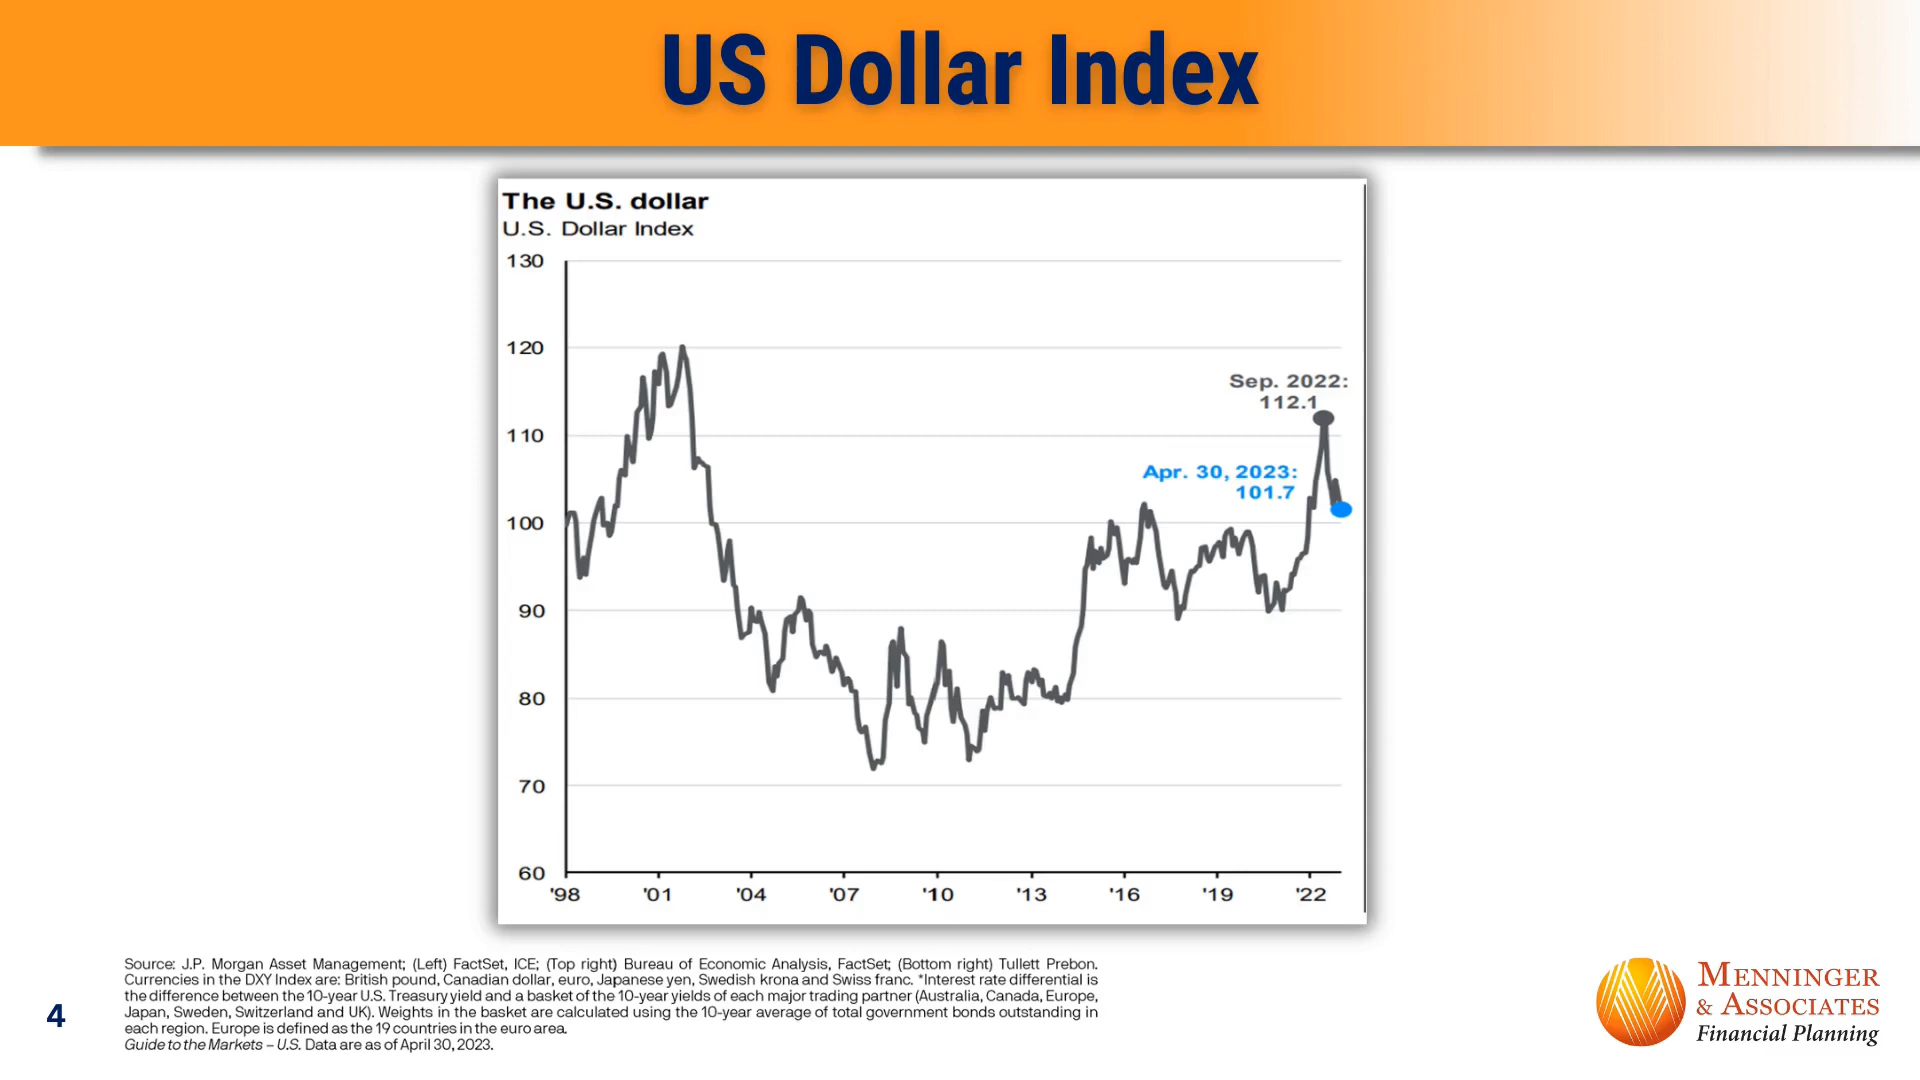 US Dollar Index
The U.S. dollar
U.S. Dollar Index
130
120
110
100
90
80
70
60
Sep. 2022:
112.1
Apr. 30, 2023:
101.7
'98 '01 '04 '07 '10 '13 '16 '19 '22
Source: J.P. Morgan Asset Management; (Left) FactSet, ICE; (Top right) Bureau of Economic Analysis, FactSet; (Bottom right) Tullett Prebon.
Currencies in the DXY Index are: British pound, Canadian dollar, euro, Japanese yen, Swedish krona and Swiss franc. *Interest rate differential is
the difference between the 10-year U.S. Treasury yield and a basket of the 10-year yields of each major trading partner (Australia, Canada, Europe,
Japan, Sweden, Switzerland and UK). Weights in the basket are calculated using the 10-year average of total government bonds outstanding in
each region. Europe is defined as the 19 countries in the euro area.
Guide to the Markets – U.S. Data are as of April 30, 2023.
4
MENNINGER
& ASSOCIATES
Financial Planning